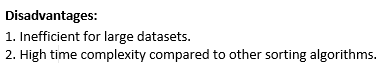 Disadvantages:
1. Inefficient for large datasets.
2. High time complexity compared to other sorting algorithms.